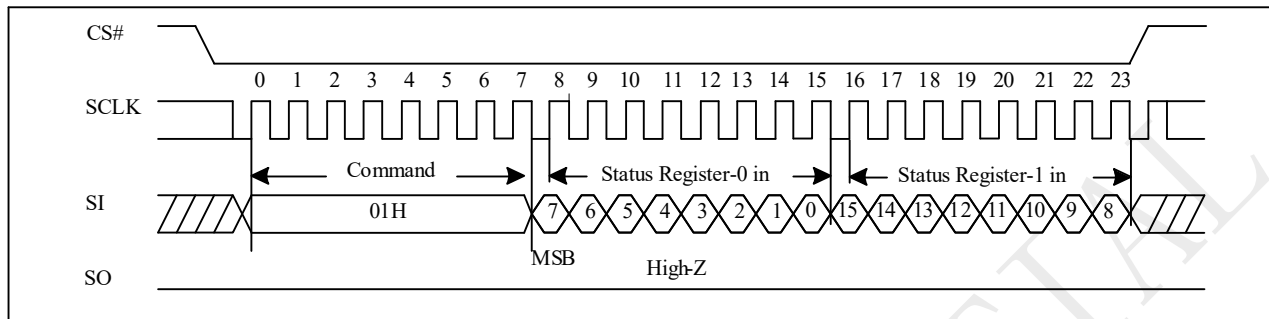 CS#
0 1 2 3 4 5 6 7 8 9 10 11 12 13 14 15 16 17 18 19 20 21 22 23
SCLK
Command Status Register-0 in Status Register-1 in
SI 01H 7 6 5 4 3 2 1 0 15 14 13 12 11 10 9 8
MSB High-Z
SO